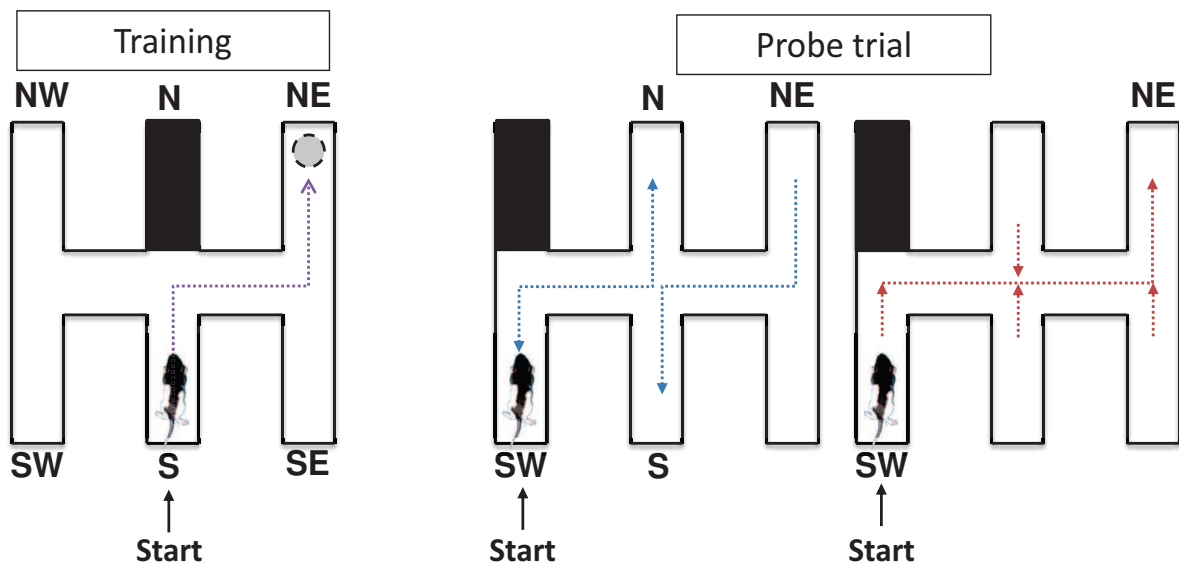 Training
Probe trial
NW N NE
N NE
NE
SW S SE
SW S
SW
Start
Start
Start